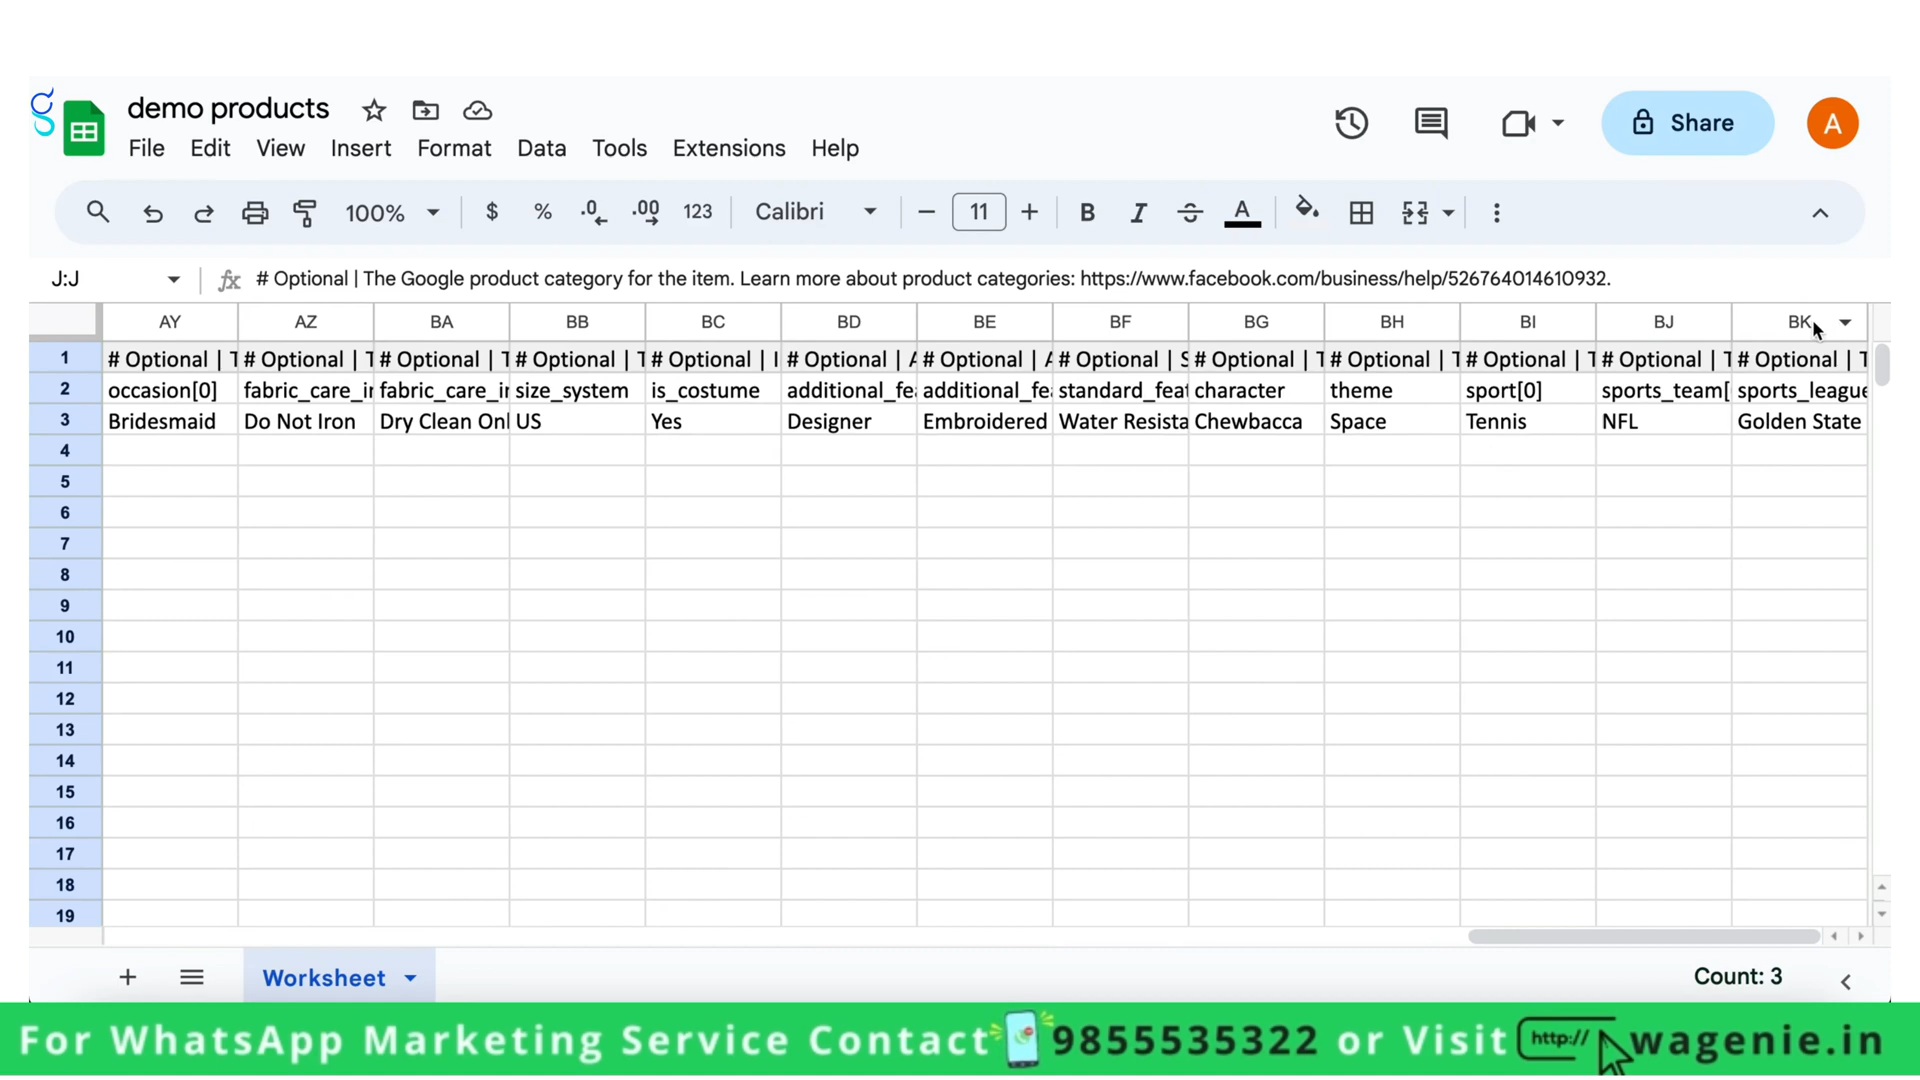 demo products
File Edit View Insert Format Data Tools Extensions Help
Share
A
100% $ % .0 .00 123 Calibri 11 B I A
J:J fx # Optional | The Google product category for the item. Learn more about product categories: https://www.facebook.com/business/help/526764014610932.
AY AZ BA BB BC BD BE BF BG BH BI BJ BK
1 # Optional | T # Optional | T # Optional | T # Optional | T # Optional | I # Optional | A # Optional | A # Optional | S # Optional | T # Optional | T # Optional | T # Optional | T # Optional | T
2 occasion[0] fabric_care_in fabric_care_in size_system is_costume additional_fea additional_fea standard_feat character theme sport[0] sports_team[ sports_league
3 Bridesmaid Do Not Iron Dry Clean Onl US Yes Designer Embroidered Water Resista Chewbacca Space Tennis NFL Golden State
4
5
6
7
8
9
10
11
12
13
14
15
16
17
18
19
Worksheet
Count: 3
For WhatsApp Marketing Service Contact 9855535322 or Visit http:// wagenie.in